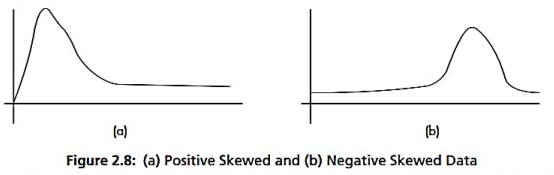 (a)
(b)
Figure 2.8: (a) Positive Skewed and (b) Negative Skewed Data